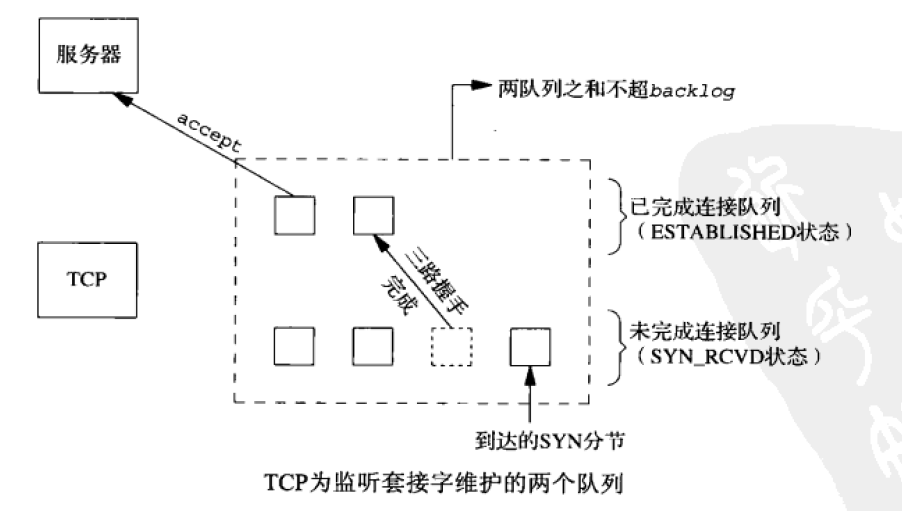 服务器
两队列之和不超backlog
accept
已完成连接队列
（ESTABLISHED状态）
TCP
三路握手
完成
未完成连接队列
（SYN_RCVD状态）
到达的SYN分节
TCP为监听套接字维护的两个队列